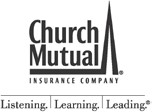 Church
Mutual
INSURANCE COMPANY
Listening. Learning. Leading.®